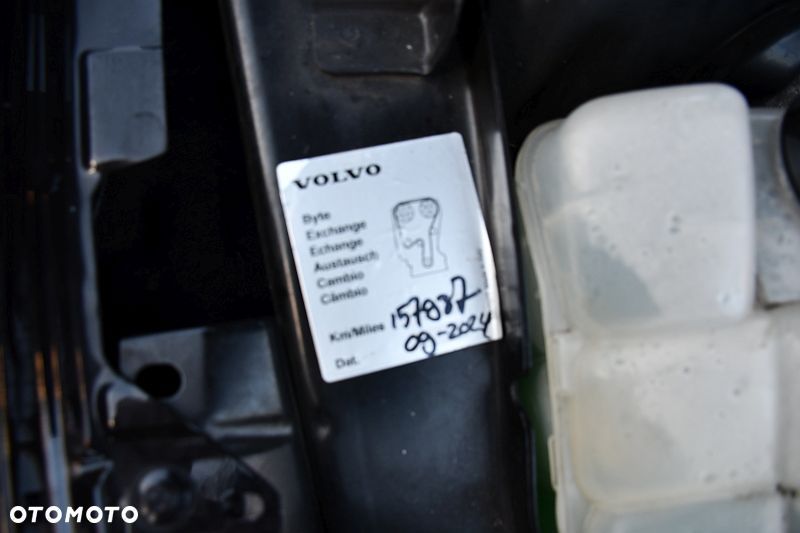 VOLVO
Byte
Exchange
Echange
Austausch
Cambio
Câmbio
Km/Miles 157987
Dat. 09-2024
OTOMOTO